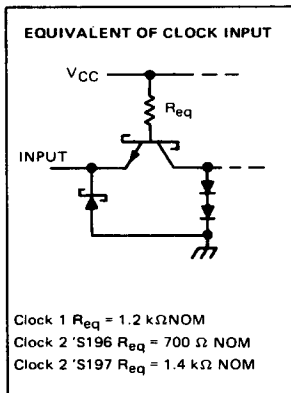 EQUIVALENT OF CLOCK INPUT
VCC
Req
INPUT
Clock 1 Req = 1.2 kΩNOM
Clock 2 'S196 Req = 700 Ω NOM
Clock 2 'S197 Req = 1.4 kΩ NOM